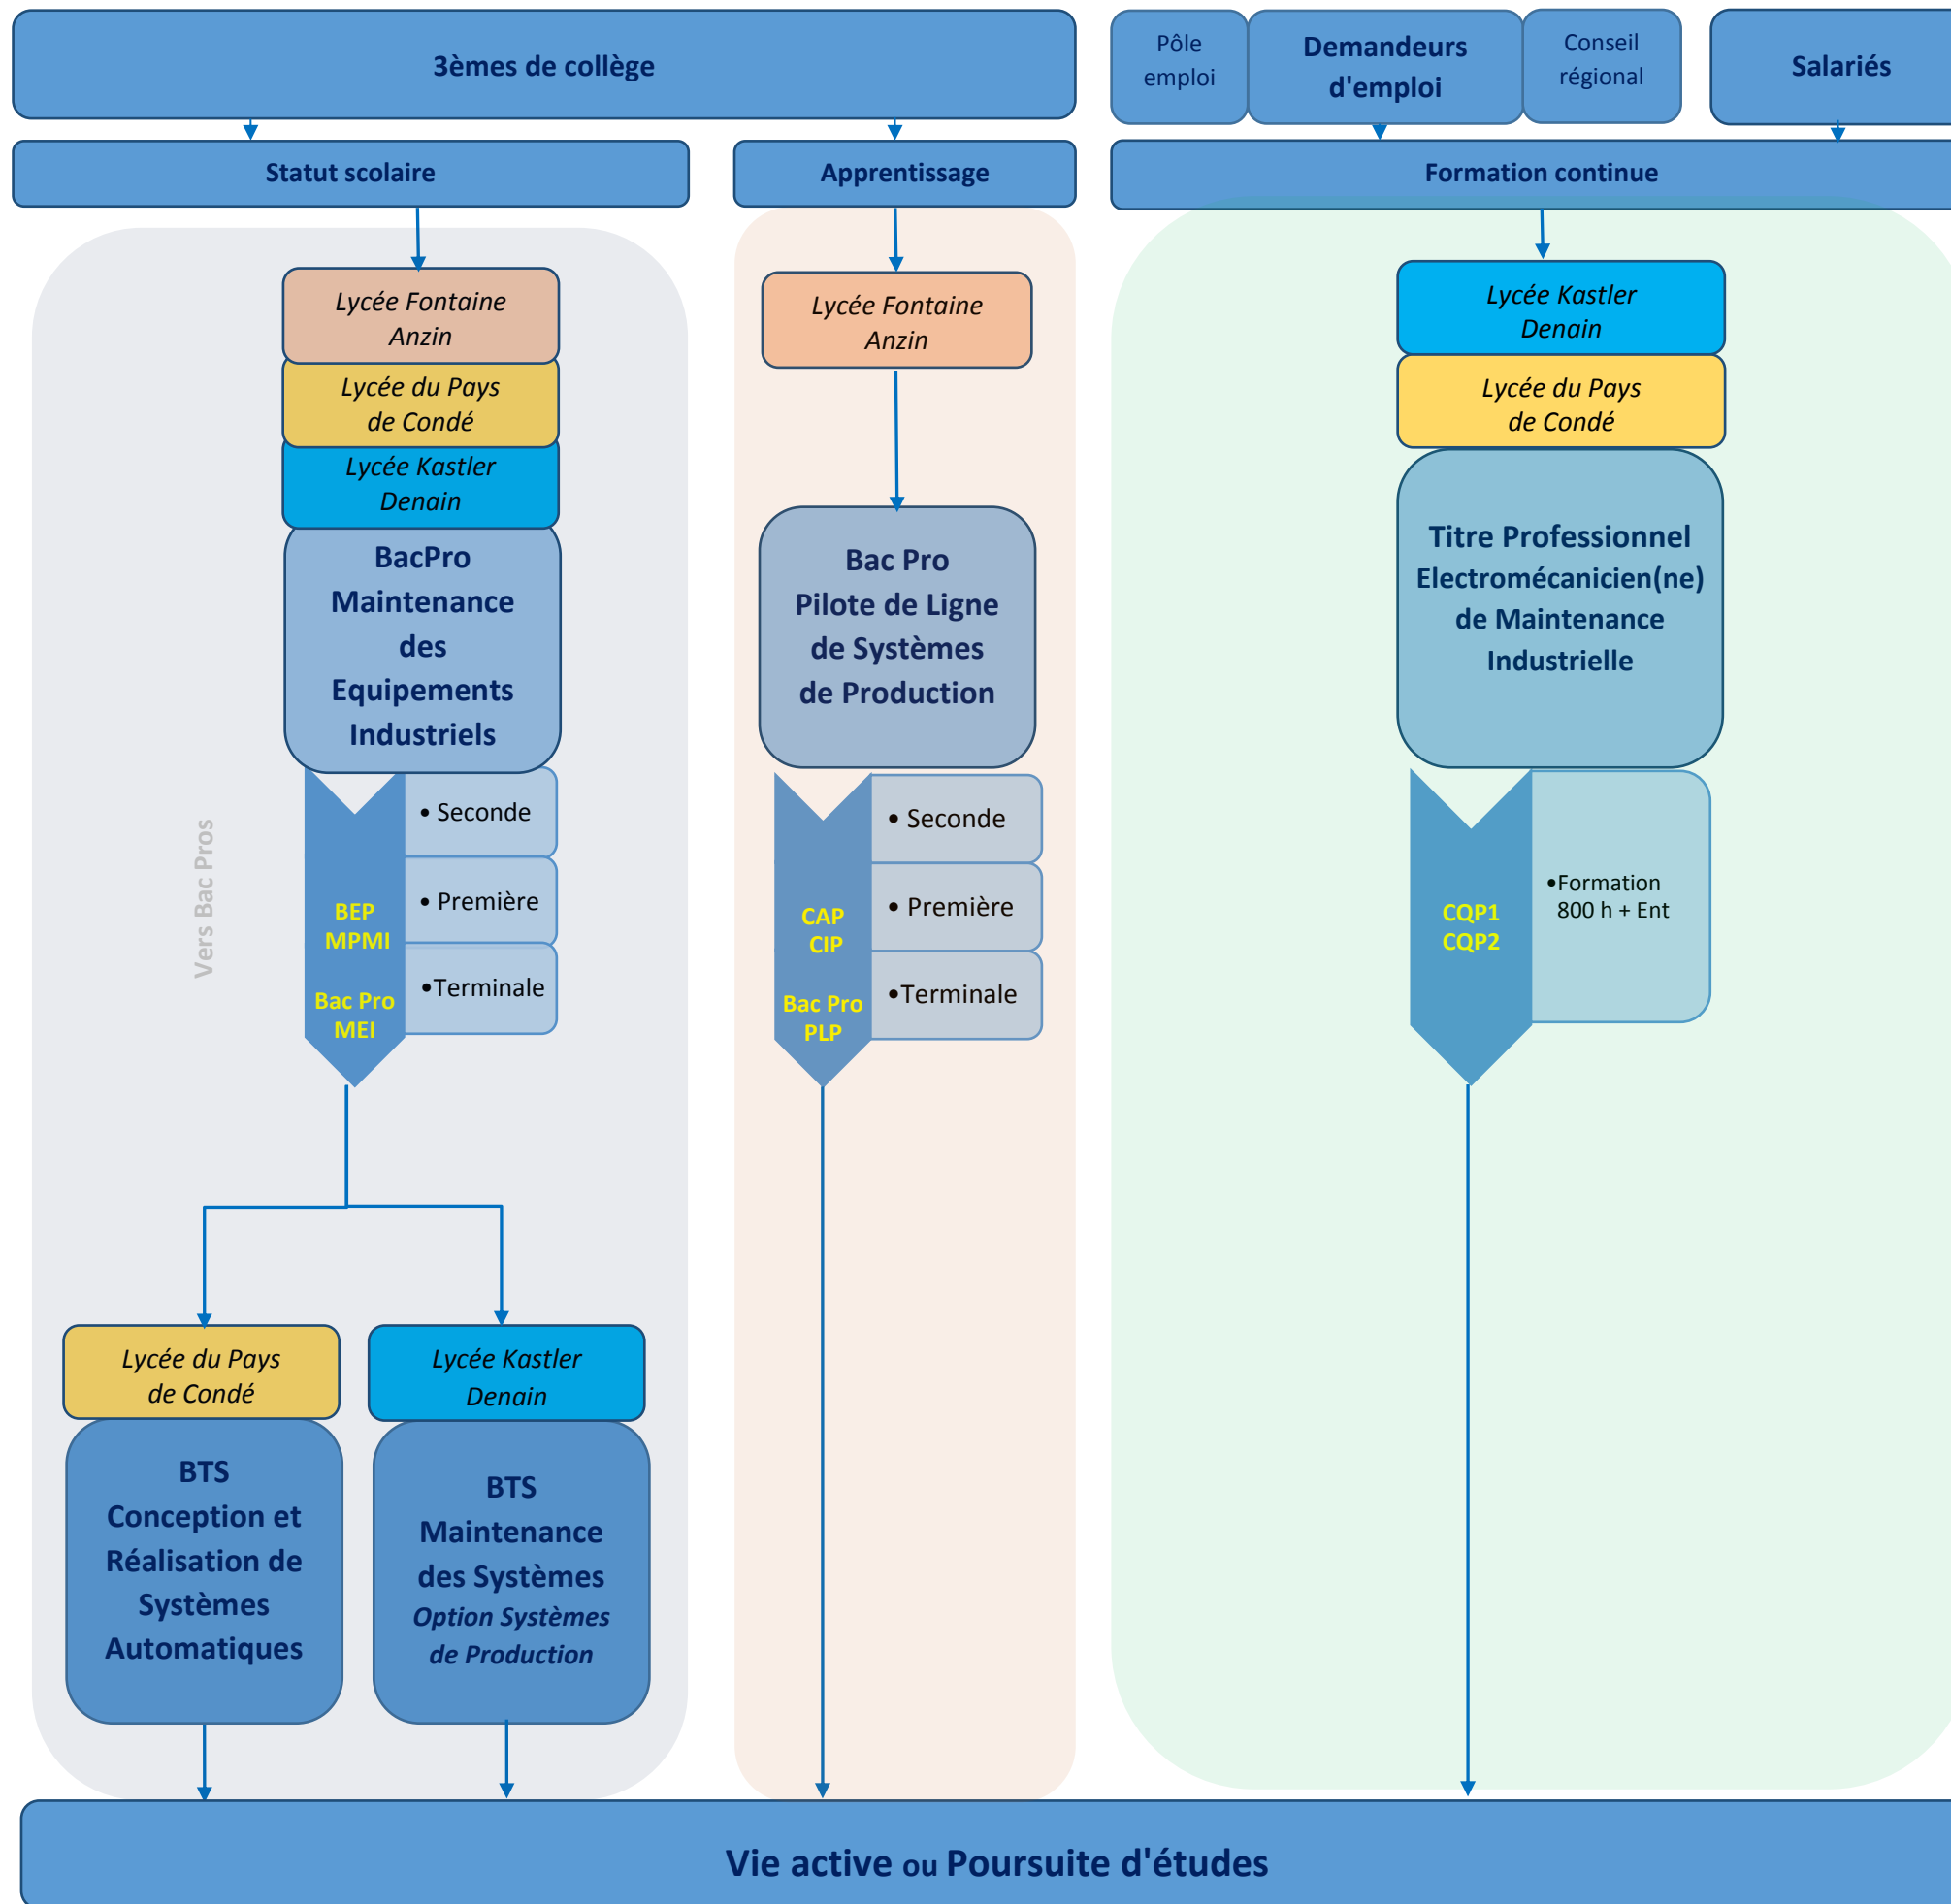 3èmes de collège
Pôle
emploi
Demandeurs
d'emploi
Conseil
régional
Salariés
Statut scolaire
Apprentissage
Formation continue
Lycée Fontaine
Anzin
Lycée du Pays
de Condé
Lycée Kastler
Denain
BacPro
Maintenance
des
Equipements
Industriels
Vers Bac Pros
BEP
MPMI
Bac Pro
MEI
• Seconde
• Première
•Terminale
Lycée du Pays
de Condé
BTS
Conception et
Réalisation de
Systèmes
Automatiques
Lycée Kastler
Denain
BTS
Maintenance
des Systèmes
Option Systèmes
de Production
Lycée Fontaine
Anzin
Bac Pro
Pilote de Ligne
de Systèmes
de Production
CAP
CIP
Bac Pro
PLP
• Seconde
• Première
•Terminale
Lycée Kastler
Denain
Lycée du Pays
de Condé
Titre Professionnel
Electromécanicien(ne)
de Maintenance
Industrielle
CQP1
CQP2
•Formation
800 h + Ent
Vie active ou Poursuite d'études